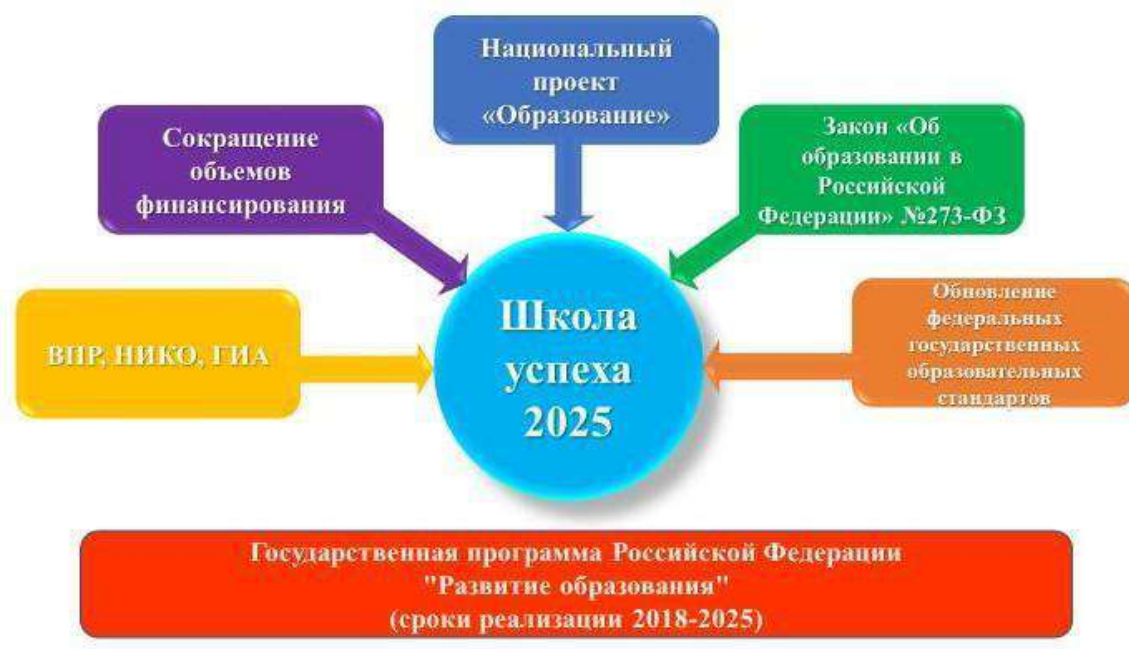 Национальный
проект
«Образование»
Сокращение
объемов
финансирования
Закон «Об
образовании в
Российской
Федерации» №273-ФЗ
ВПР, НИКО, ГИА
Школа
успеха
2025
Обновление
федеральных
государственных
образовательных
стандартов
Государственная программа Российской Федерации
"Развитие образования"
(сроки реализации 2018-2025)